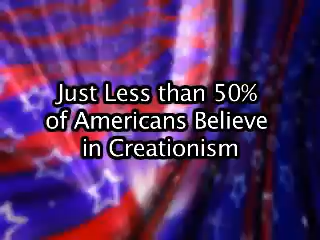 Just Less than 50%
of Americans Believe
in Creationism